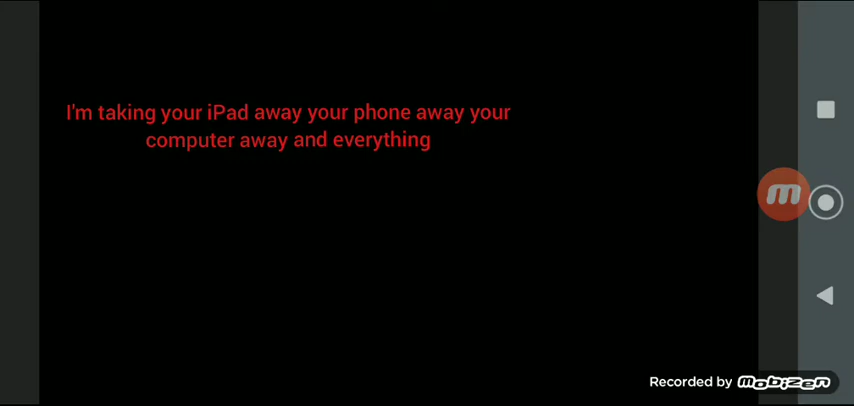 I'm taking your iPad away your phone away your
computer away and everything
Recorded by Mobizen